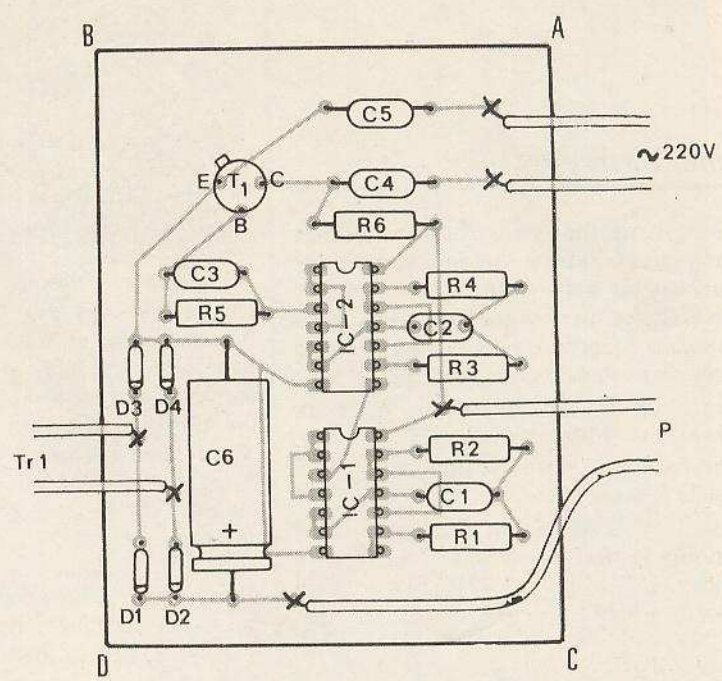 B
A
C5
~220V
E T1 C
C4
B
R6
C3
R4
R5
IC-2
C2
R3
D3 D4
C6
P
R2
Tr1
IC-1
C1
+
R1
D1 D2
D
C